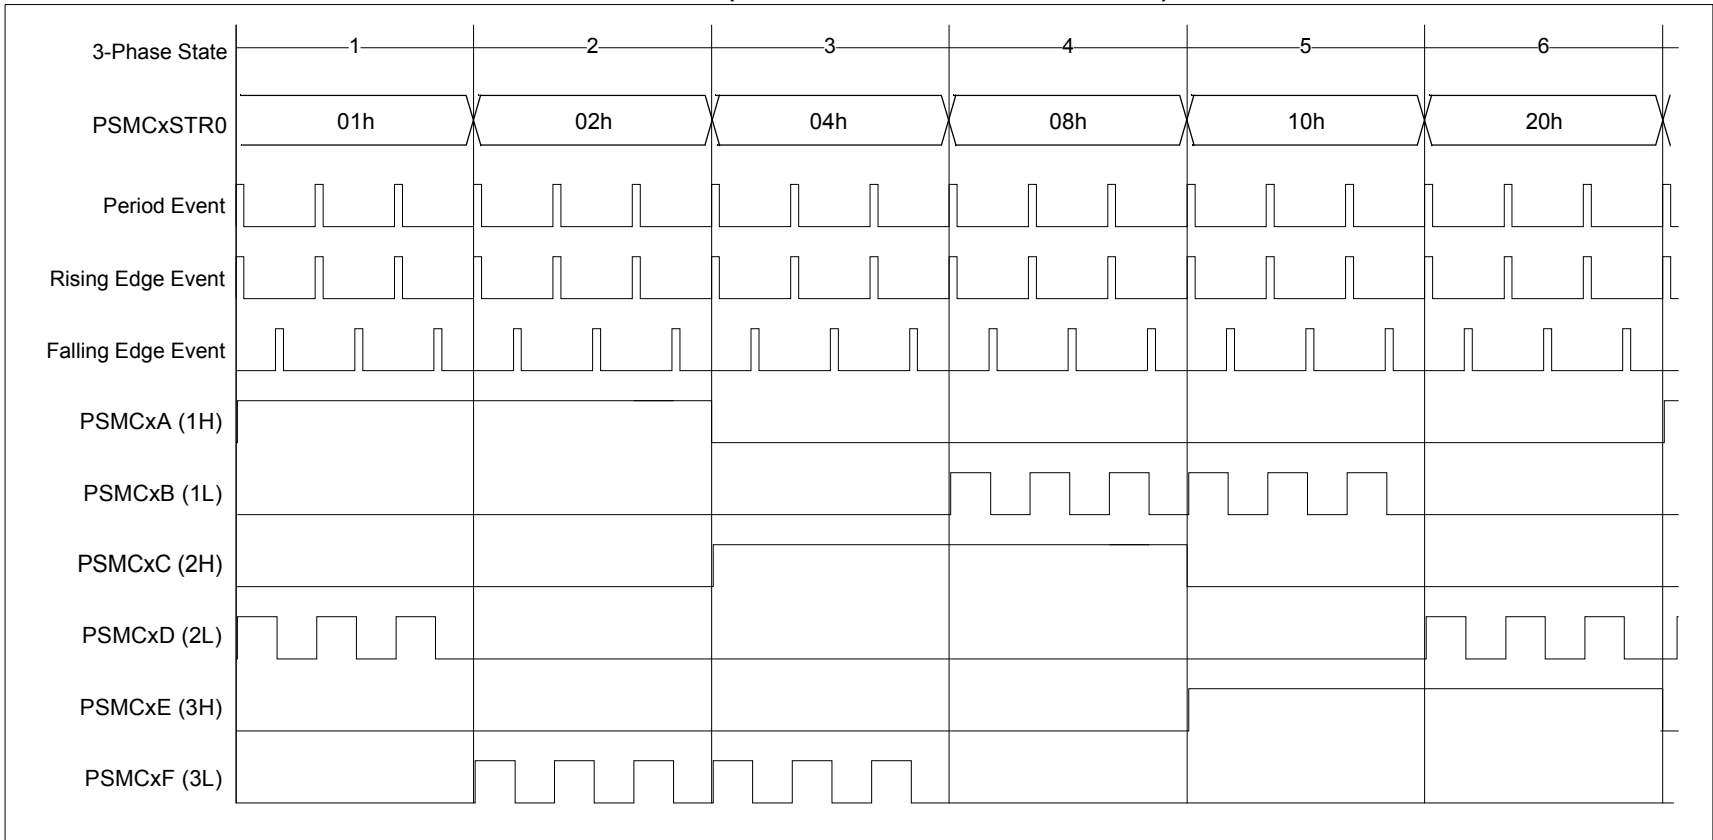 3-Phase State 1 2 3 4 5 6
PSMCxSTR0 01h 02h 04h 08h 10h 20h
Period Event
Rising Edge Event
Falling Edge Event
PSMCxA (1H)
PSMCxB (1L)
PSMCxC (2H)
PSMCxD (2L)
PSMCxE (3H)
PSMCxF (3L)